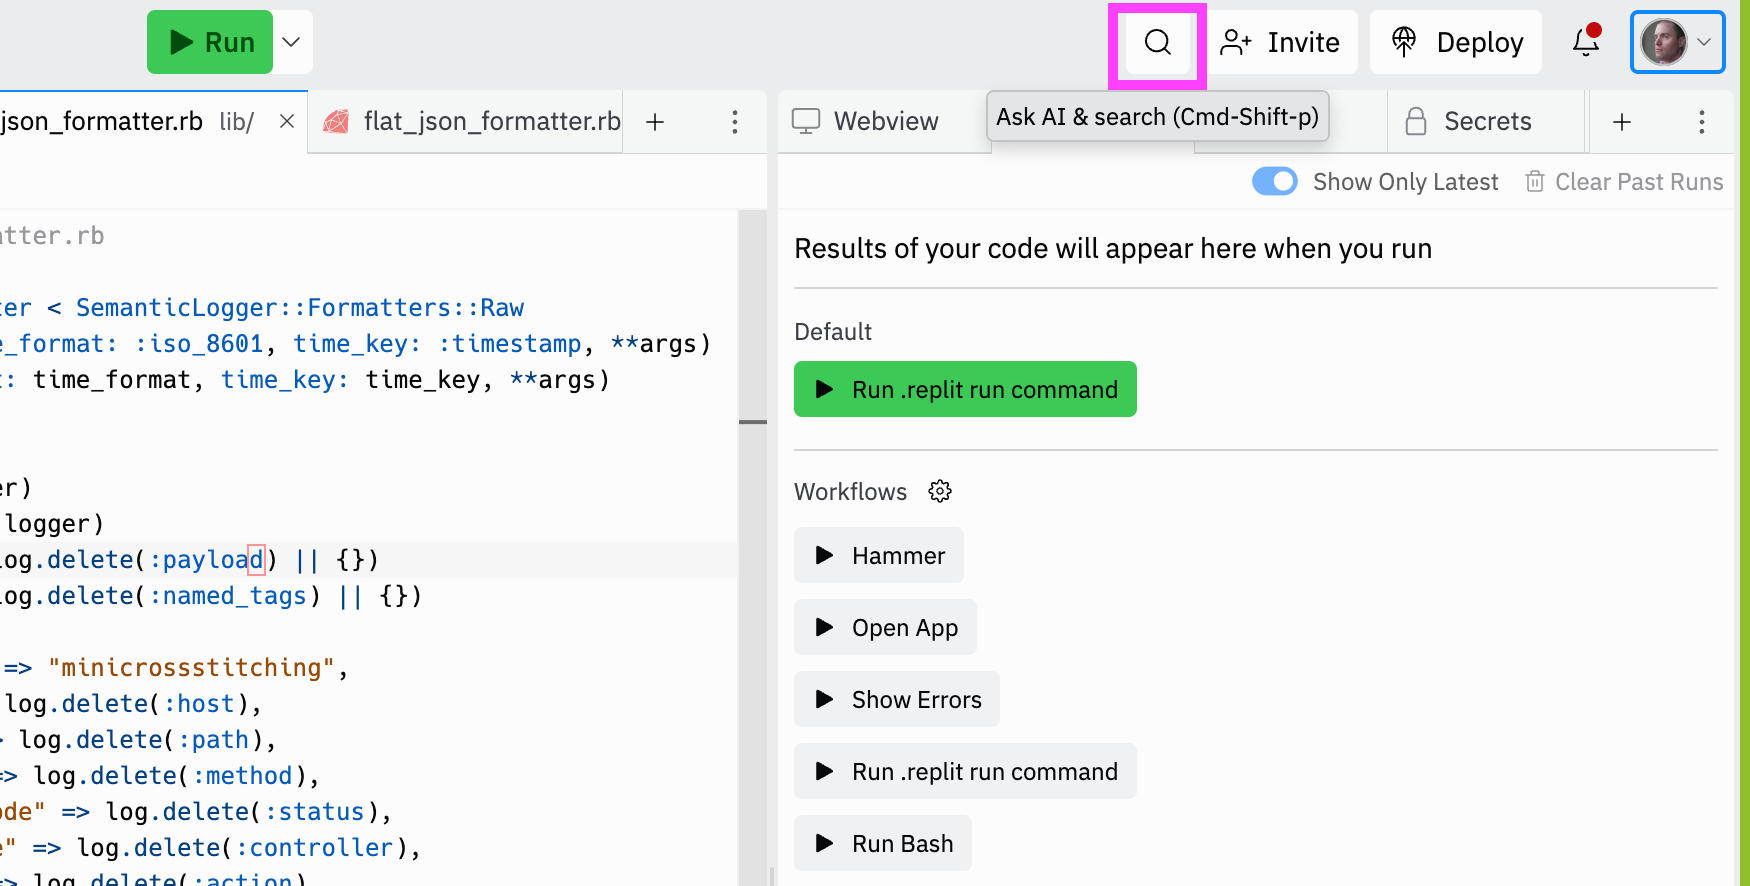 Run
Invite
Deploy
json_formatter.rb lib/
flat_json_formatter.rb
Webview
Ask AI & search (Cmd-Shift-p)
Secrets
Show Only Latest
Clear Past Runs
atter.rb
ter < SemanticLogger::Formatters::Raw
e_format: :iso_8601, time_key: :timestamp, **args)
t: time_format, time_key: time_key, **args)
er)
logger)
log.delete(:payload) || {})
log.delete(:named_tags) || {})
=> "minicrossstitching",
log.delete(:host),
> log.delete(:path),
=> log.delete(:method),
ode" => log.delete(:status),
e" => log.delete(:controller),
=> log.delete(:action)
Results of your code will appear here when you run
Default
Run .replit run command
Workflows
Hammer
Open App
Show Errors
Run .replit run command
Run Bash